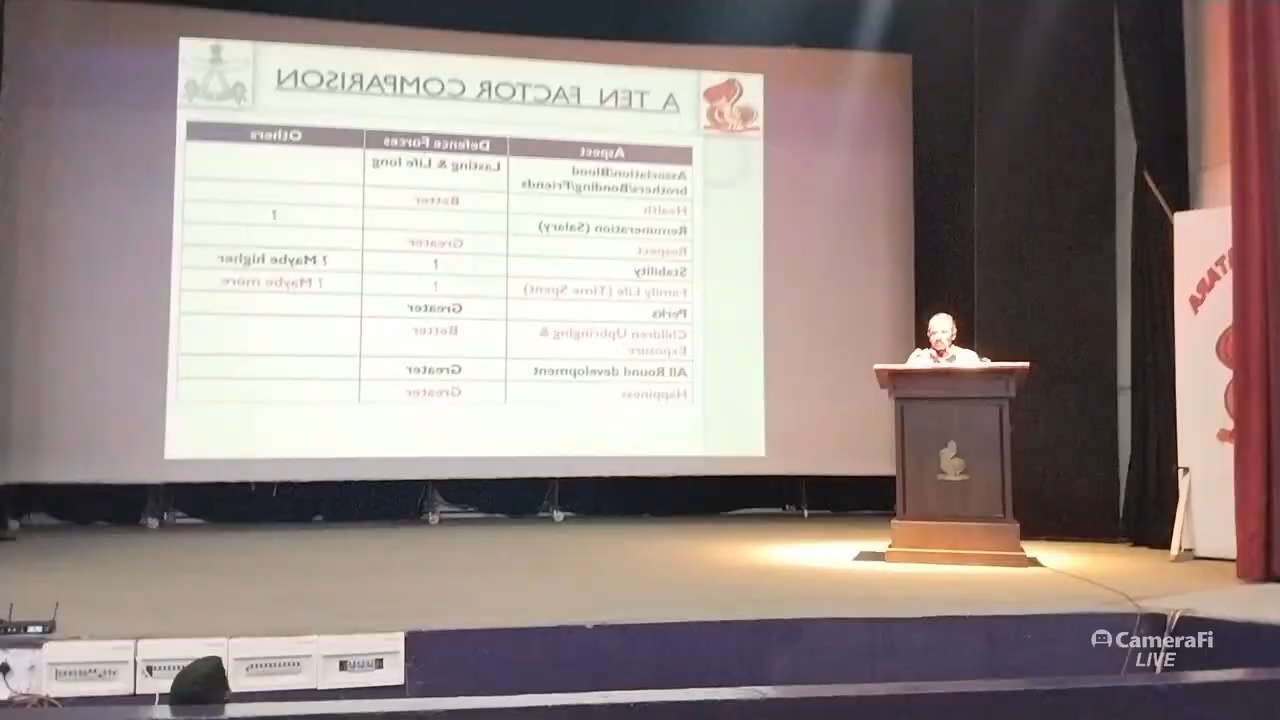 A TEN FACTOR COMPARISON
Aspect Defence Forces Others
Association/Blood Lasting & Life long
brothers/Bonding/Friends
Health Better
Remuneration (Salary) ?
Respect Greater
Stability ? ? Maybe higher
Family Life (Time Spent) ? ? Maybe more
Perks Greater
Children Upbringing & Better
Exposure
All Round development Greater
Happiness Greater
CameraFi
LIVE